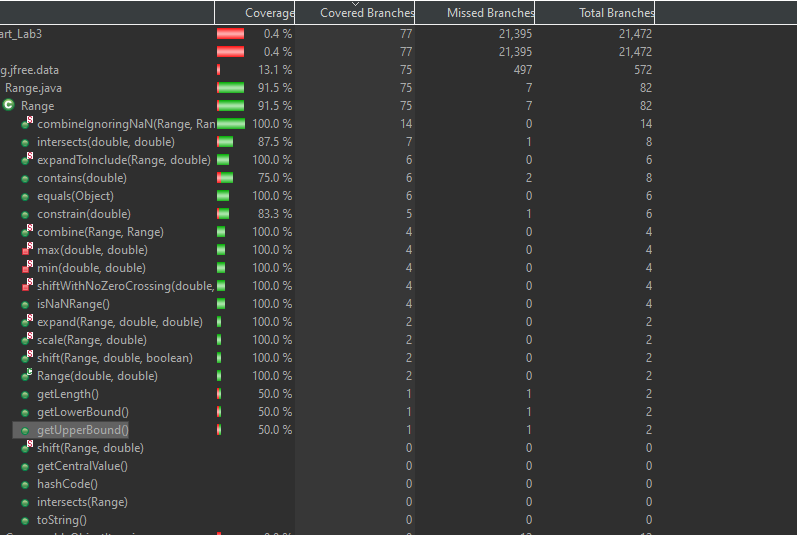 Coverage Covered Branches Missed Branches Total Branches
art_Lab3 0.4 % 77 21,395 21,472
0.4 % 77 21,395 21,472
g.jfree.data 13.1 % 75 497 572
Range.java 91.5 % 75 7 82
Range 91.5 % 75 7 82
combineIgnoringNaN(Range, Ran 100.0 % 14 0 14
intersects(double, double) 87.5 % 7 1 8
expandToInclude(Range, double) 100.0 % 6 0 6
contains(double) 75.0 % 6 2 8
equals(Object) 100.0 % 6 0 6
constrain(double) 83.3 % 5 1 6
combine(Range, Range) 100.0 % 4 0 4
max(double, double) 100.0 % 4 0 4
min(double, double) 100.0 % 4 0 4
shiftWithNoZeroCrossing(double, 100.0 % 4 0 4
isNaNRange() 100.0 % 4 0 4
expand(Range, double, double) 100.0 % 2 0 2
scale(Range, double) 100.0 % 2 0 2
shift(Range, double, boolean) 100.0 % 2 0 2
Range(double, double) 100.0 % 2 0 2
getLength() 50.0 % 1 1 2
getLowerBound() 50.0 % 1 1 2
getUpperBound() 50.0 % 1 1 2
shift(Range, double) 0 0 0
getCentralValue() 0 0 0
hashCode() 0 0 0
intersects(Range) 0 0 0
toString() 0 0 0